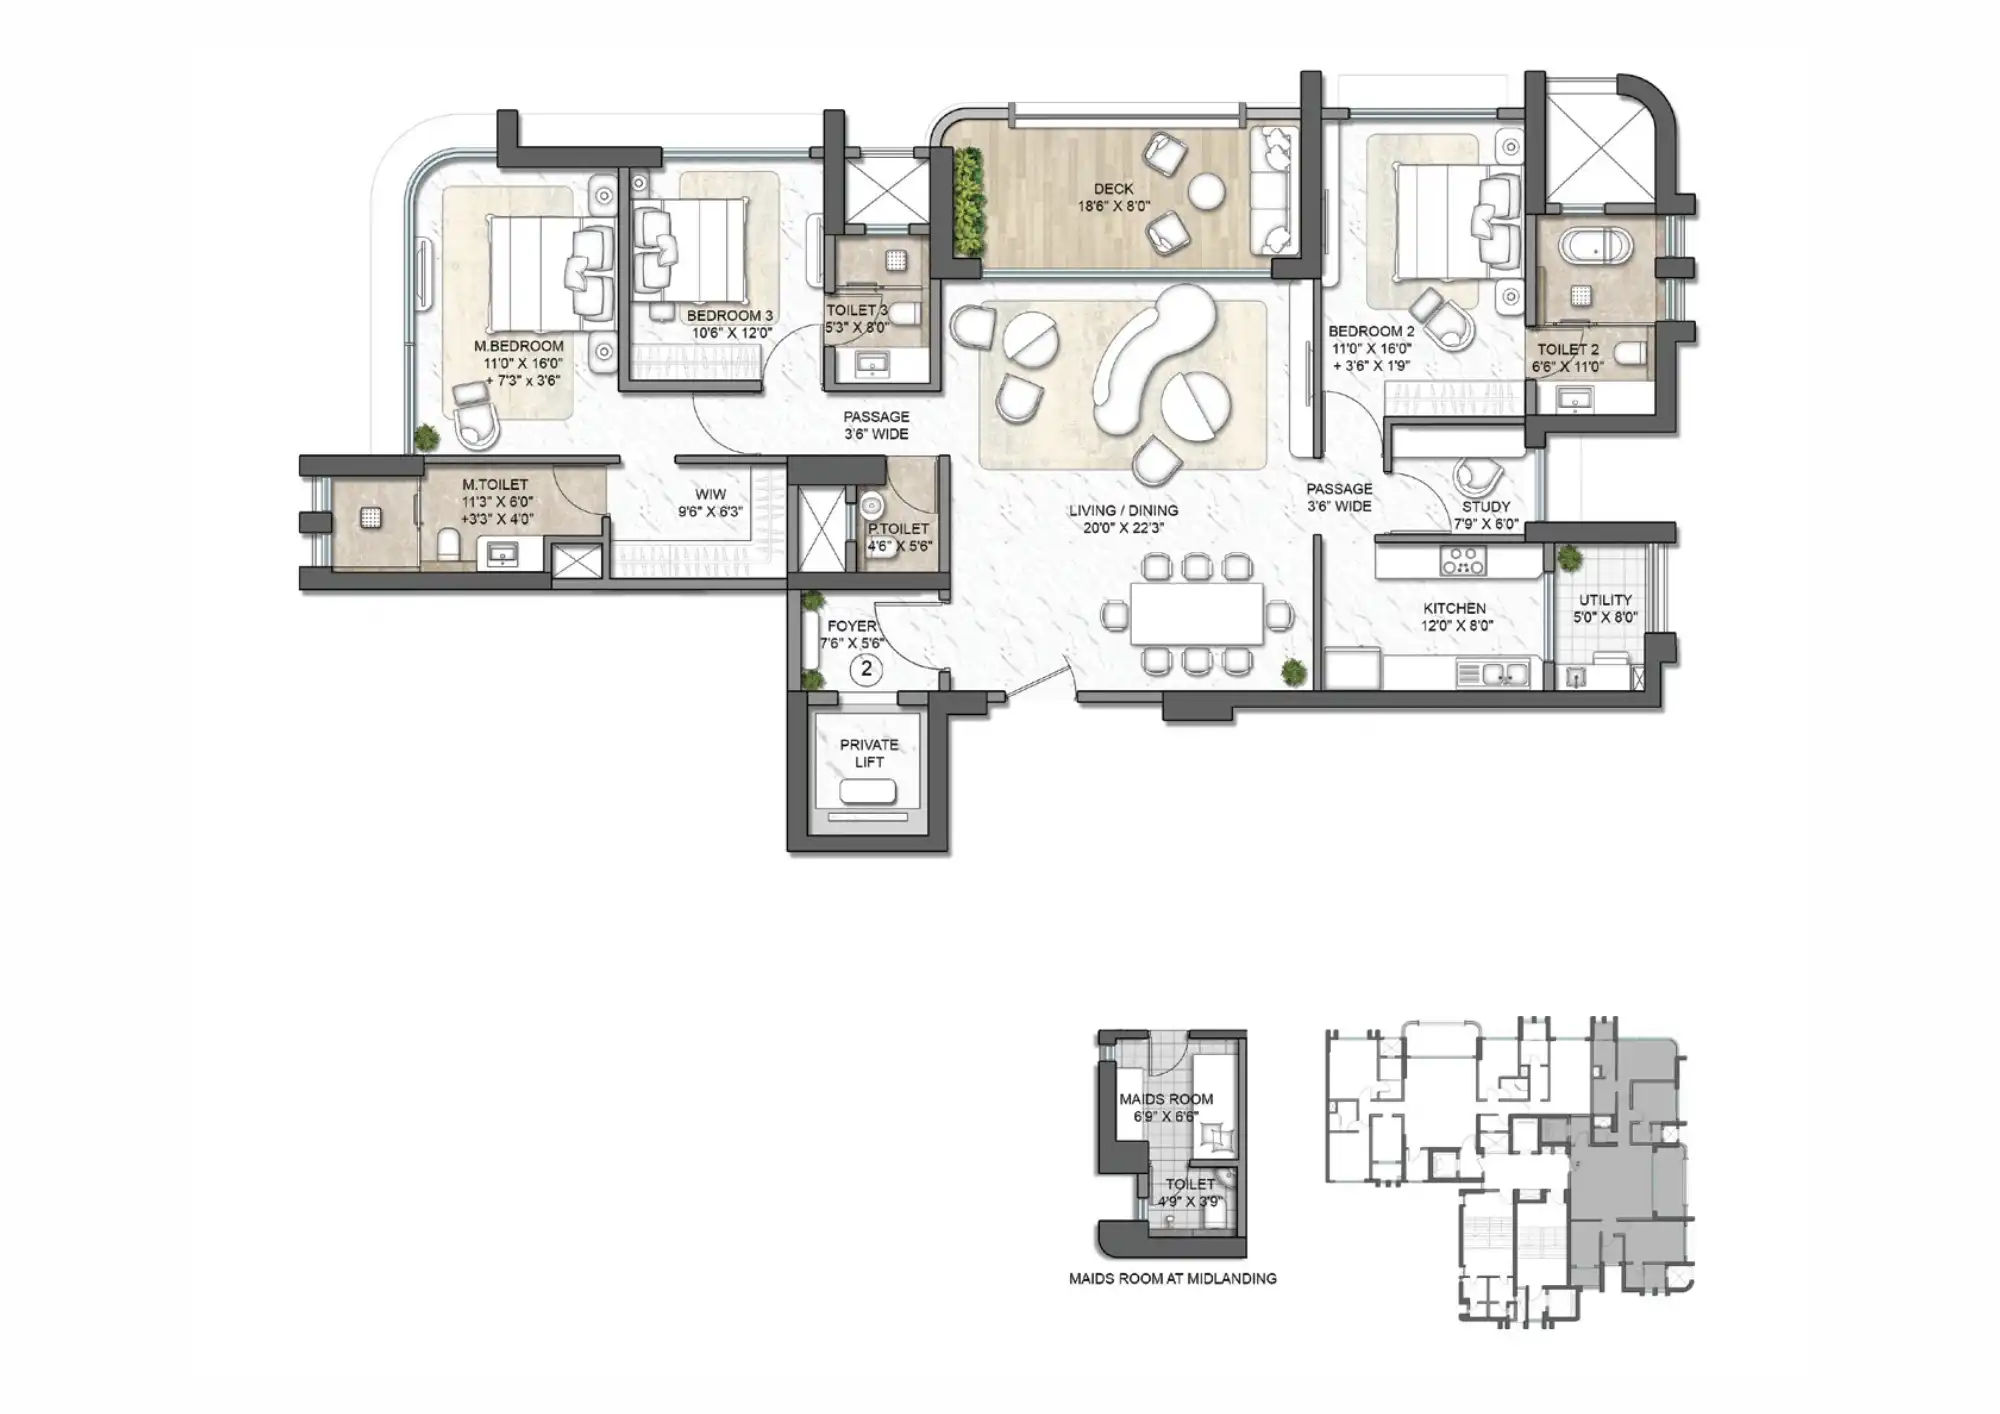 DECK
18'6" X 8'0"
BEDROOM 3
10'6" X 12'0"
TOILET 3
5'3" X 8'0"
M.BEDROOM
11'0" X 16'0"
+ 7'3" x 3'6"
BEDROOM 2
11'0" X 16'0"
+ 3'6" X 1'9"
TOILET 2
6'6" X 11'0"
PASSAGE
3'6" WIDE
M.TOILET
11'3" X 6'0"
+3'3" X 4'0"
WIW
9'6" X 6'3"
P.TOILET
4'6" X 5'6"
LIVING / DINING
20'0" X 22'3"
PASSAGE
3'6" WIDE
STUDY
7'9" X 6'0"
FOYER
7'6" X 5'6"
2
KITCHEN
12'0" X 8'0"
UTILITY
5'0" X 8'0"
PRIVATE
LIFT
MAIDS ROOM
6'9" X 6'6"
TOILET
4'9" X 3'9"
MAIDS ROOM AT MIDLANDING